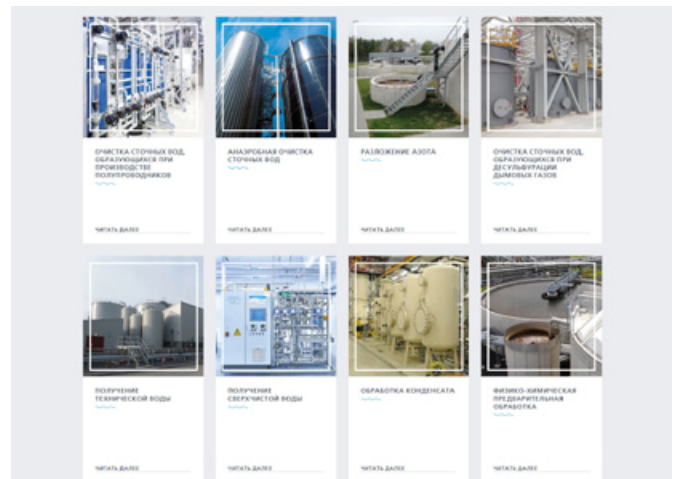 ОЧИСТКА СТОЧНЫХ ВОД,
ОБРАЗУЮЩИХСЯ ПРИ
ПРОИЗВОДСТВЕ
ПОЛУПРОВОДНИКОВ
ЧИТАТЬ ДАЛЕЕ
АНАЭРОБНАЯ ОЧИСТКА
СТОЧНЫХ ВОД
ЧИТАТЬ ДАЛЕЕ
РАЗЛОЖЕНИЕ АЗОТА
ЧИТАТЬ ДАЛЕЕ
ОЧИСТКА СТОЧНЫХ ВОД,
ОБРАЗУЮЩИХСЯ ПРИ
ДЕСУЛЬФУРАЦИИ
ДЫМОВЫХ ГАЗОВ
ЧИТАТЬ ДАЛЕЕ
ПОЛУЧЕНИЕ
ТЕХНИЧЕСКОЙ ВОДЫ
ЧИТАТЬ ДАЛЕЕ
ПОЛУЧЕНИЕ
СВЕРХЧИСТОЙ ВОДЫ
ЧИТАТЬ ДАЛЕЕ
ОБРАБОТКА КОНДЕНСАТА
ЧИТАТЬ ДАЛЕЕ
ФИЗИКО-ХИМИЧЕСКАЯ
ПРЕДВАРИТЕЛЬНАЯ
ОБРАБОТКА
ЧИТАТЬ ДАЛЕЕ